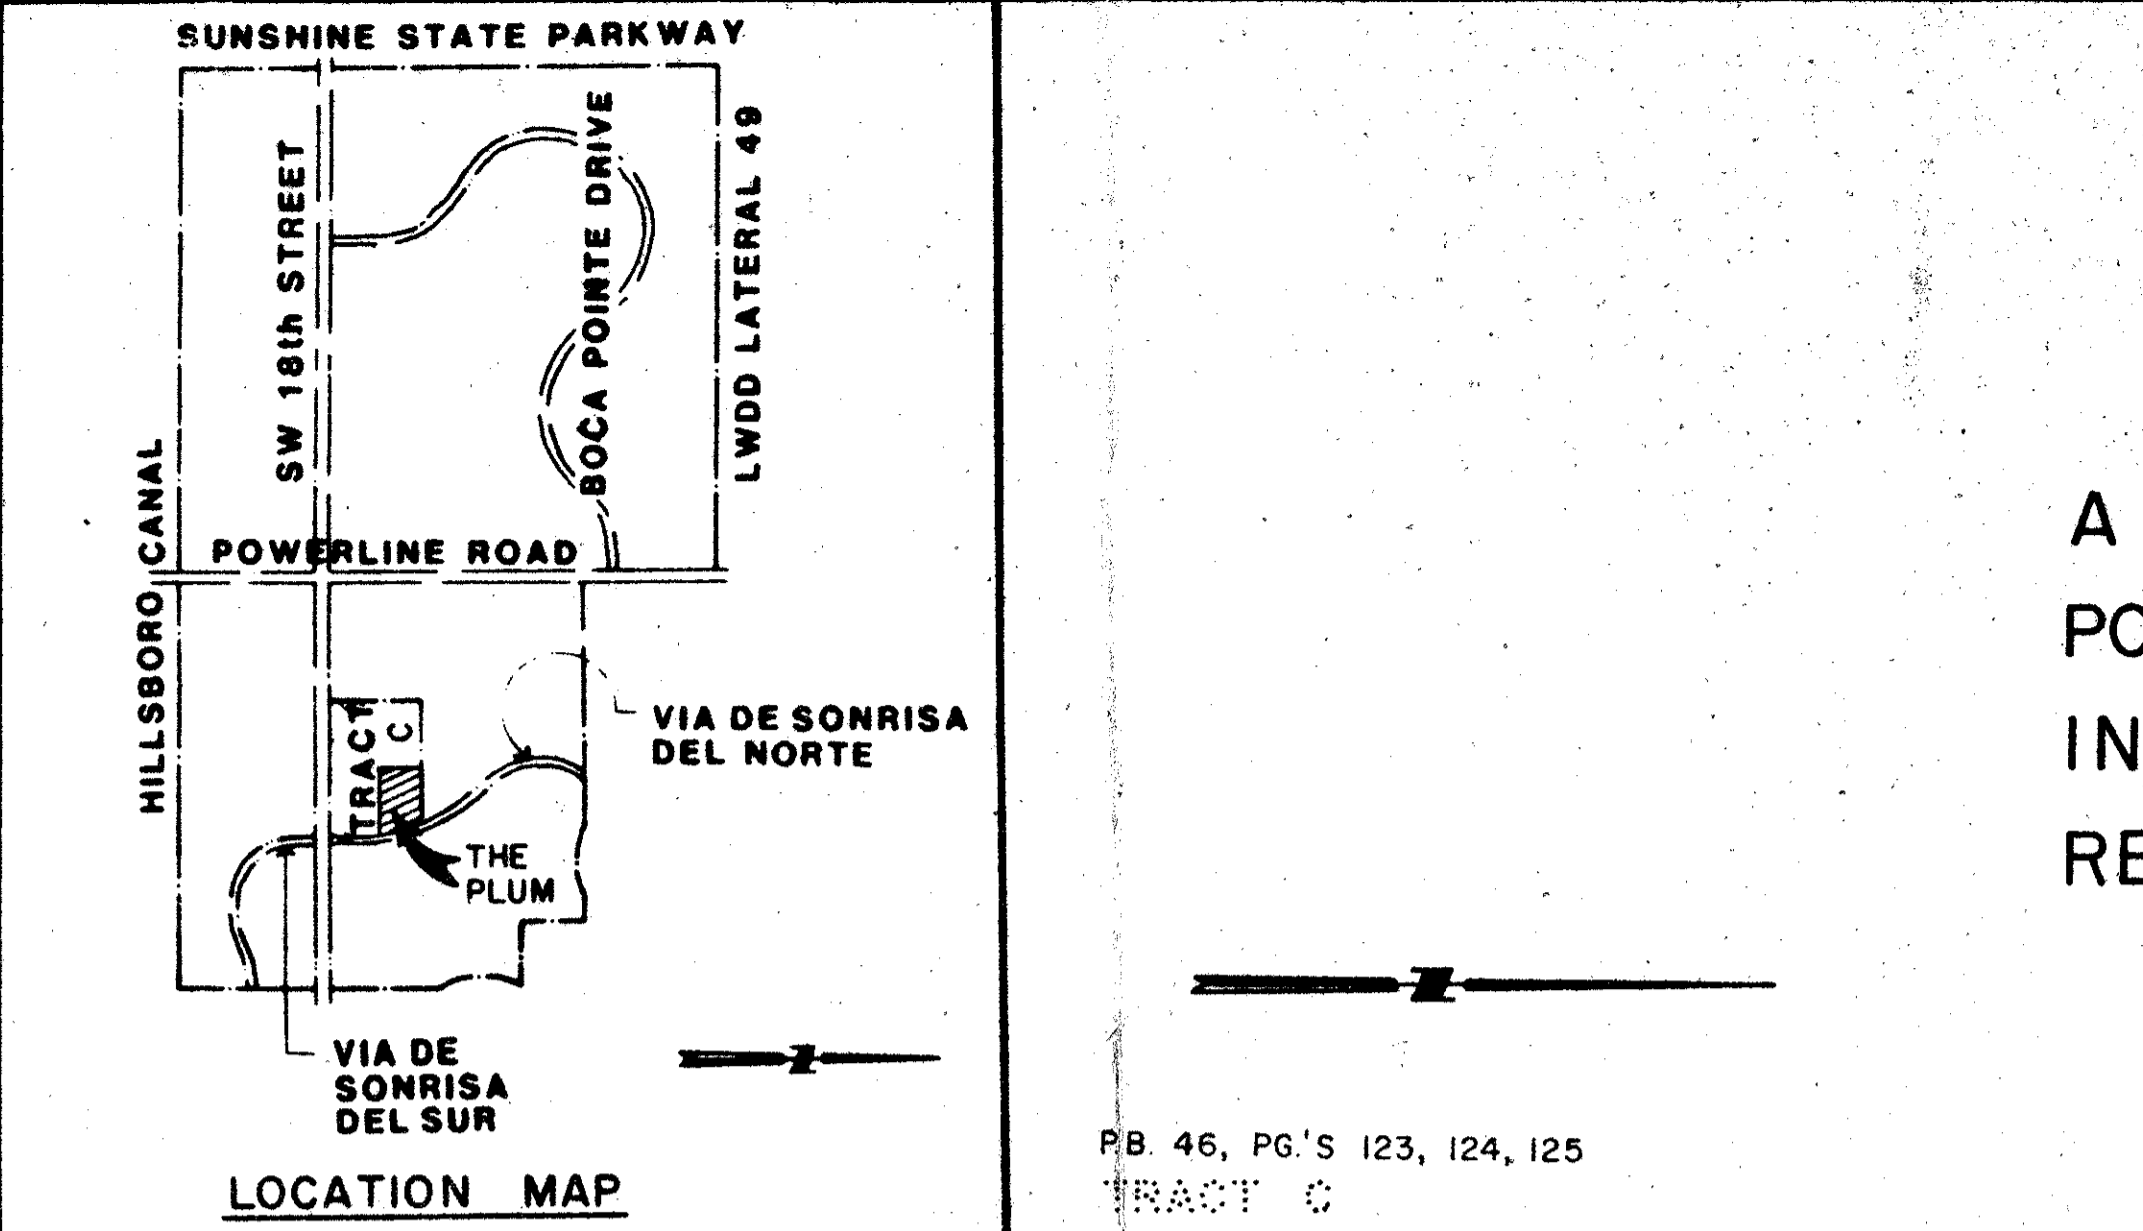 SUNSHINE STATE PARKWAY
SW 18th STREET
BOCA POINTE DRIVE
LWDD LATERAL 49
HILLSBORO CANAL
POWERLINE ROAD
TRACT C
VIA DE SONRISA
DEL NORTE
THE
PLUM
VIA DE
SONRISA
DEL SUR
LOCATION MAP
A
PO
IN
RE
P.B. 46, PG.'S 123, 124, 125
TRACT C